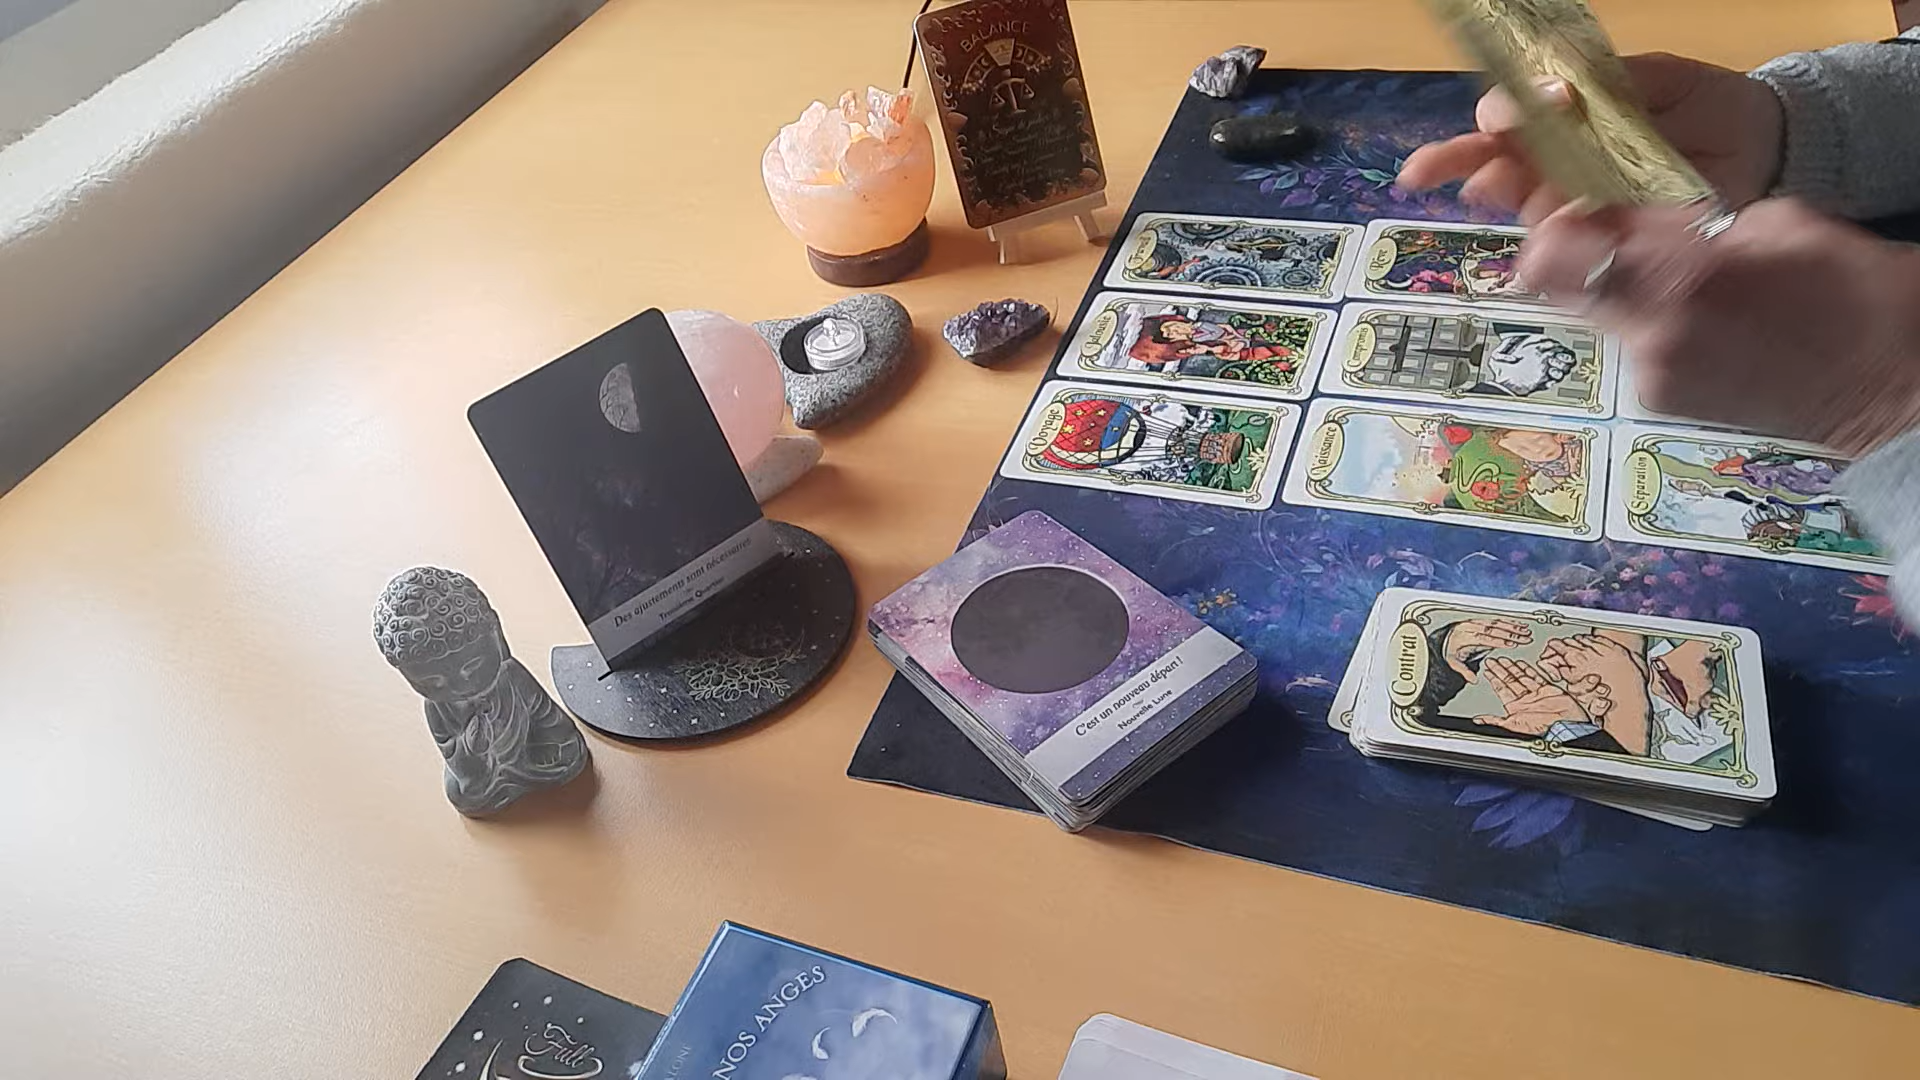 BALANCE
Travail
Rêve
Jalousie
Compromis
Voyage
Naissance
Séparation
Des ajustements sont nécessaires
Troisième Quartier
C'est un nouveau départ !
Nouvelle Lune
Contrat
NOS ANGES
Full